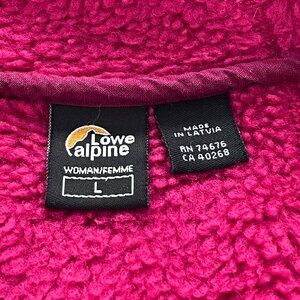 Lowe
alpine
WOMAN/FEMME
L
MADE
IN LATVIA
RN 74676
CA 40268